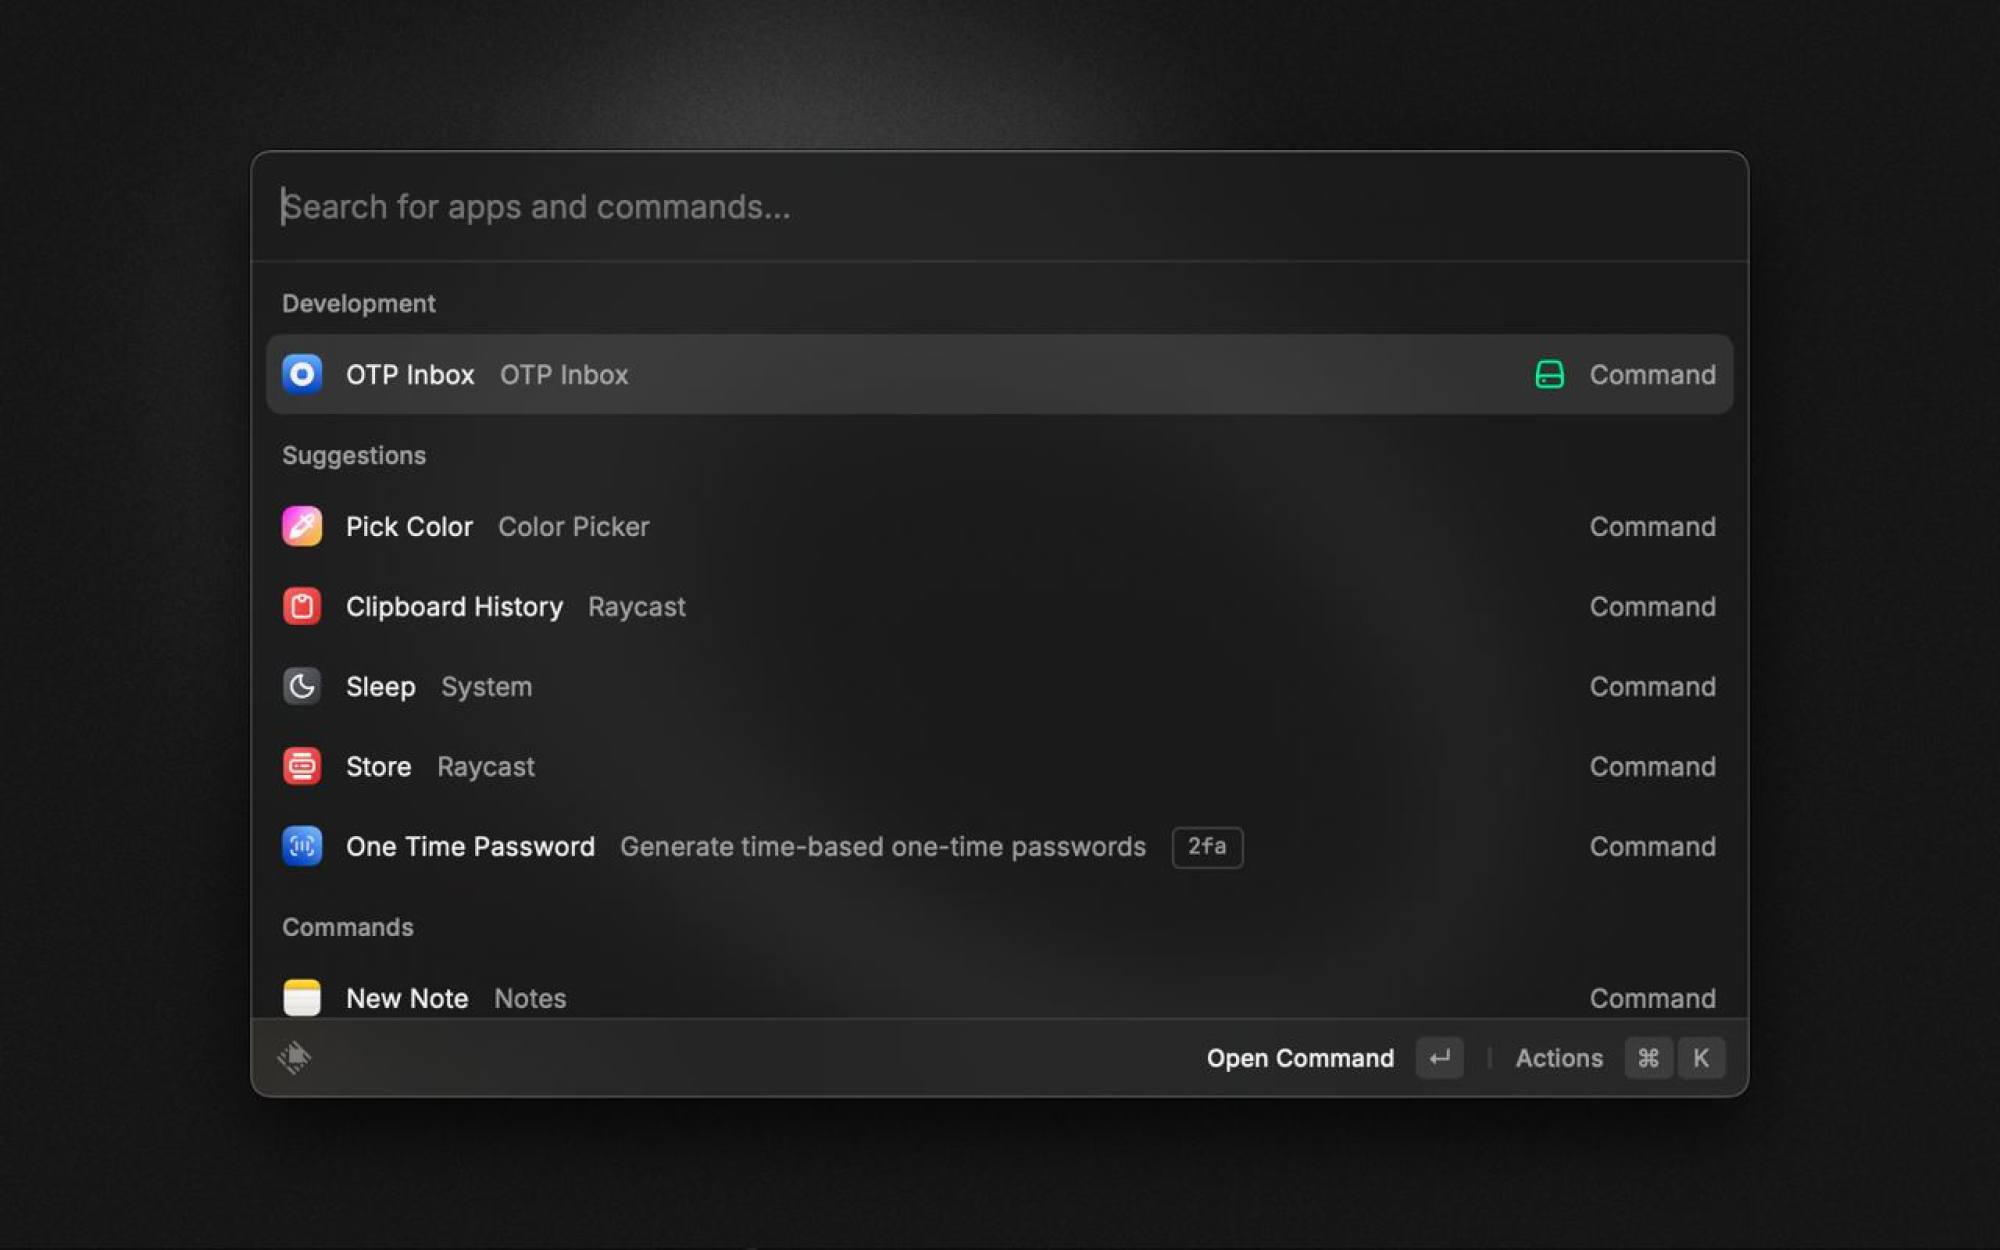 Search for apps and commands...
Development
OTP Inbox OTP Inbox Command
Suggestions
Pick Color Color Picker Command
Clipboard History Raycast Command
Sleep System Command
Store Raycast Command
One Time Password Generate time-based one-time passwords 2fa Command
Commands
New Note Notes Command
Open Command ↵ Actions ⌘ K